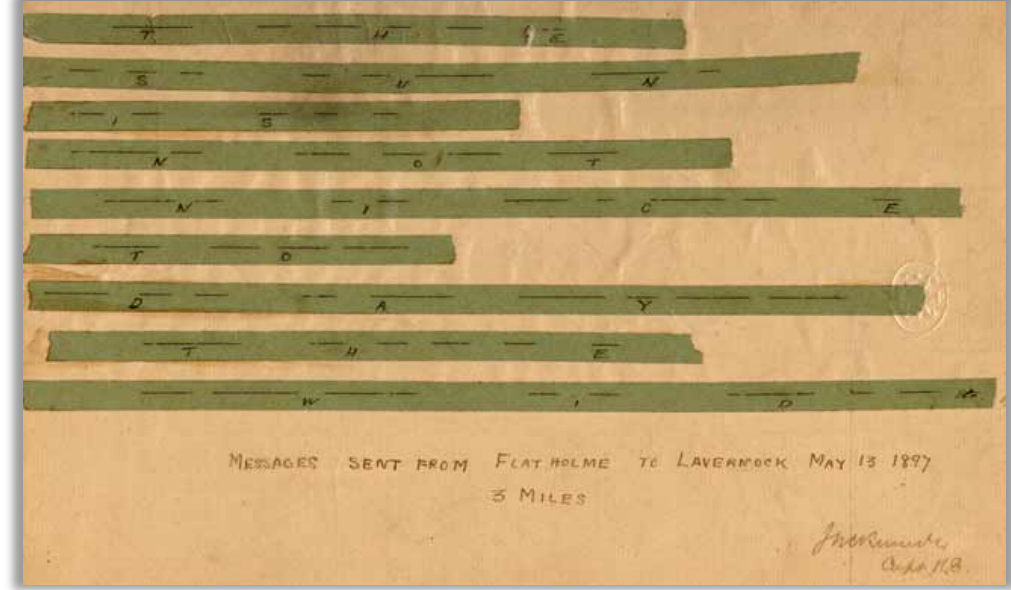 T H E
S U N
I S
N O T
N I C E
T O
D A Y
T H E
W I D
MESSAGES SENT FROM FLAT HOLME TO LAVERNOCK MAY 13 1897
3 MILES